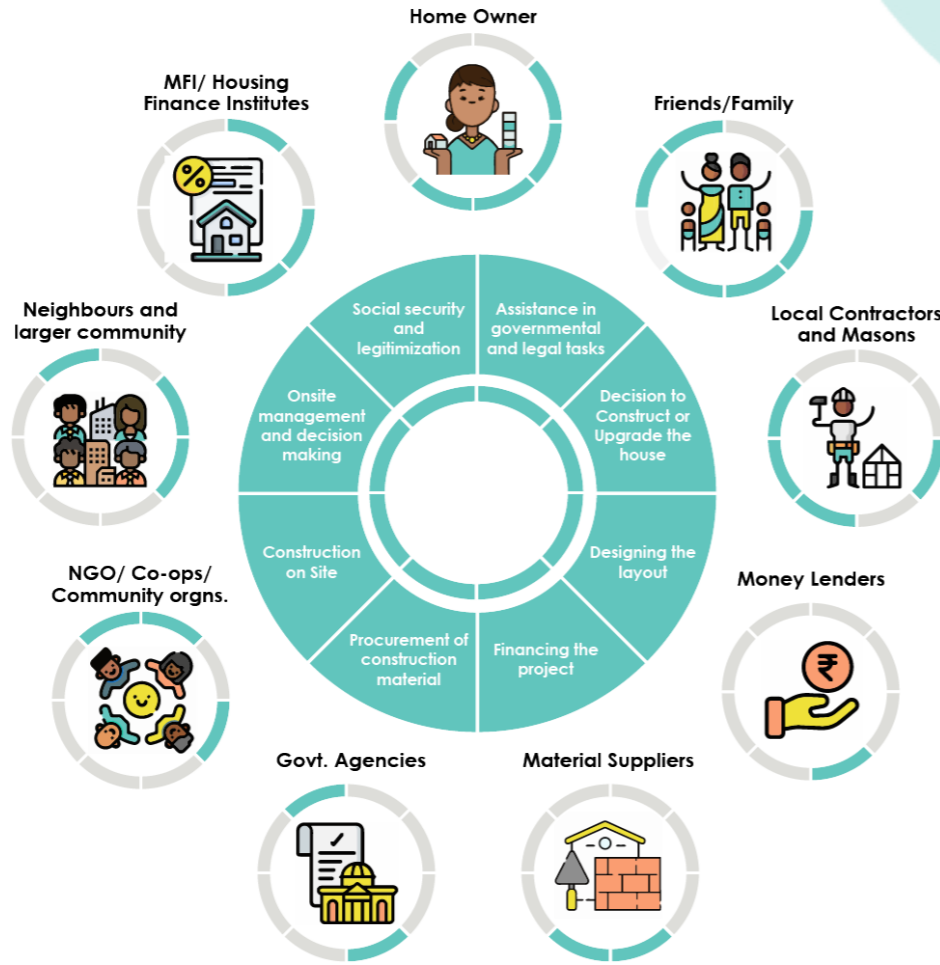 Home Owner
MFI/ Housing
Finance Institutes
Friends/Family
Neighbours and
larger community
Local Contractors
and Masons
Social security
and
legitimization
Assistance in
governmental
and legal tasks
Onsite
management
and decision
making
Decision to
Construct or
Upgrade the
house
Construction
on Site
Designing the
layout
Procurement of
construction
material
Financing the
project
NGO/ Co-ops/
Community orgns.
Money Lenders
Govt. Agencies
Material Suppliers
%
₹